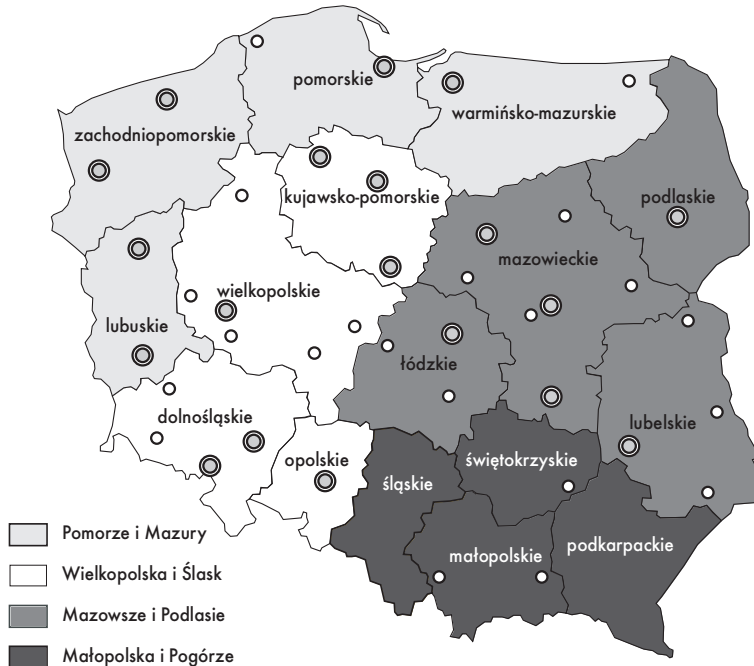 pomorskie
warmińsko-mazurskie
zachodniopomorskie
kujawsko-pomorskie
podlaskie
mazowieckie
wielkopolskie
lubuskie
łódzkie
dolnośląskie
lubelskie
opolskie
świętokrzyskie
śląskie
małopolskie
podkarpackie
Pomorze i Mazury
Wielkopolska i Ślask
Mazowsze i Podlasie
Małopolska i Pogórze